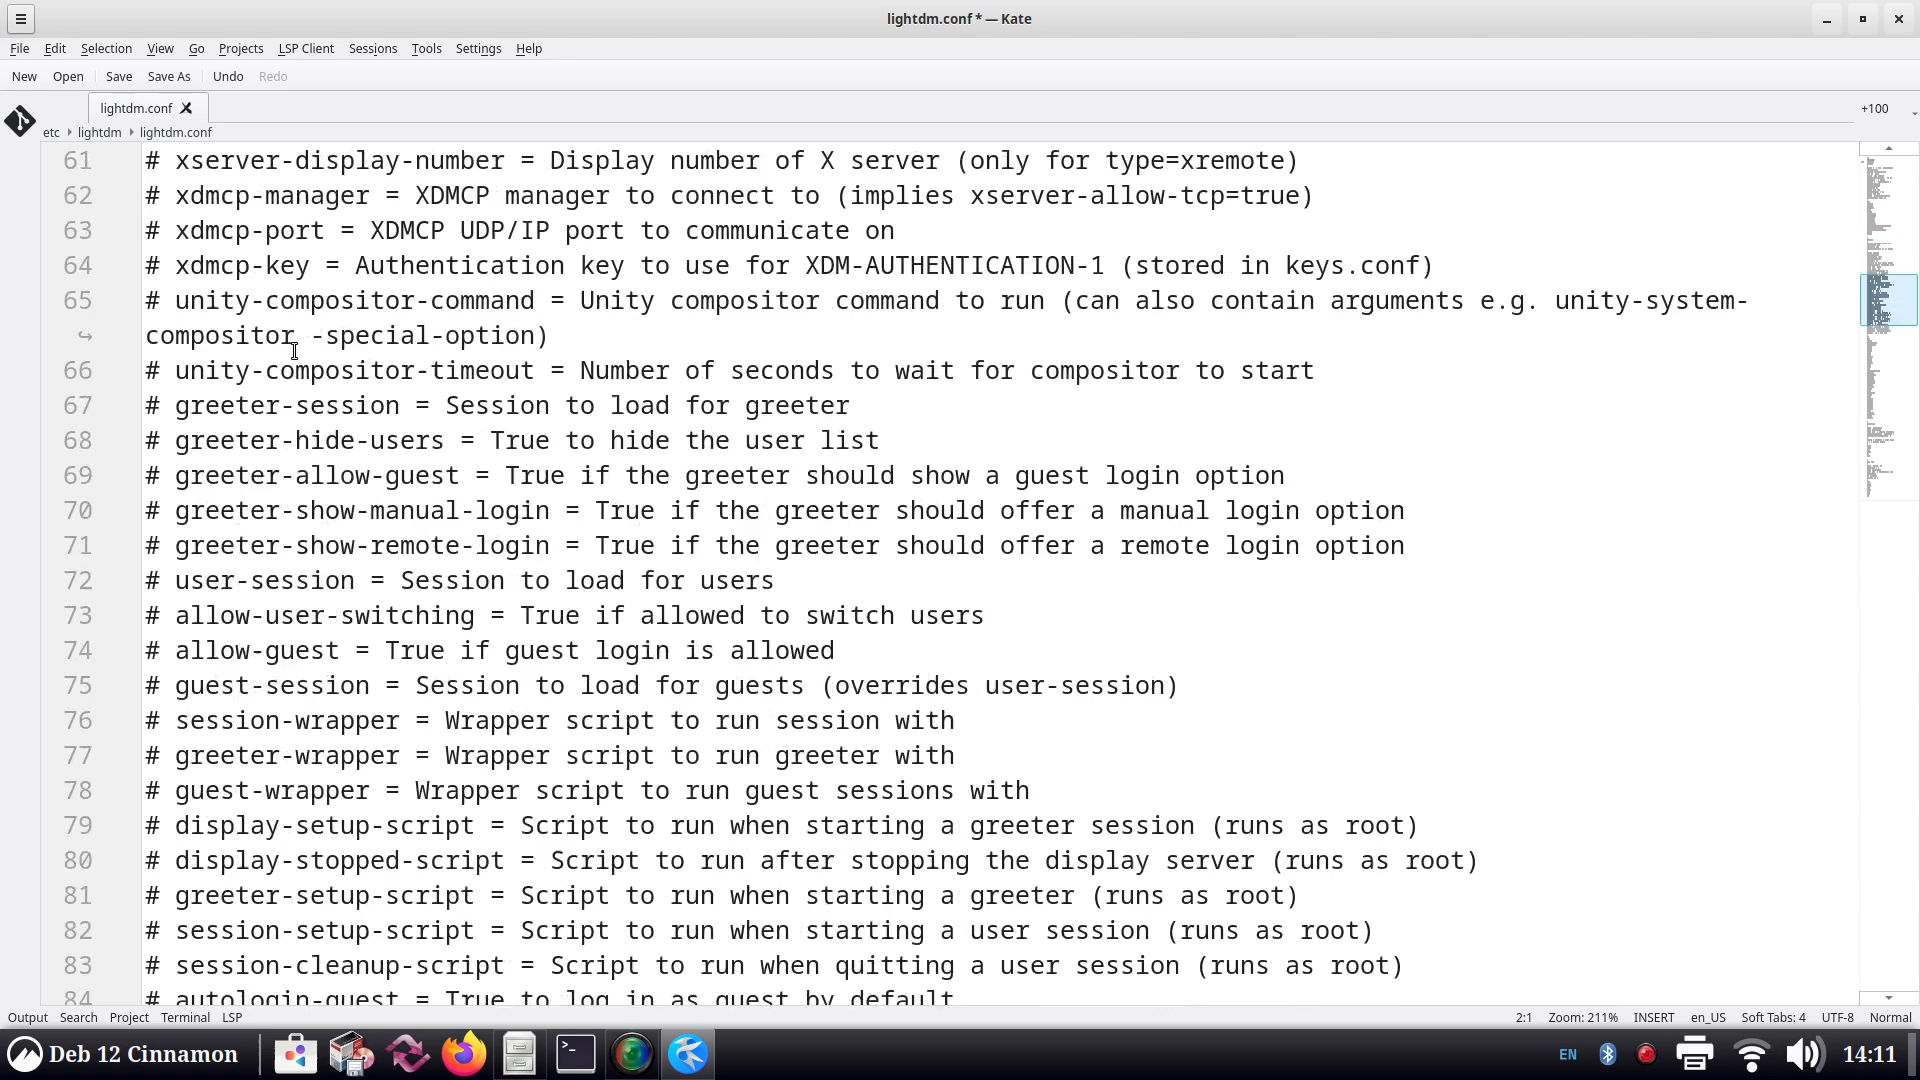 lightdm.conf * — Kate
File Edit Selection View Go Projects LSP Client Sessions Tools Settings Help
New Open Save Save As Undo Redo
lightdm.conf
+100
etc lightdm lightdm.conf
61 # xserver-display-number = Display number of X server (only for type=xremote)
62 # xdmcp-manager = XDMCP manager to connect to (implies xserver-allow-tcp=true)
63 # xdmcp-port = XDMCP UDP/IP port to communicate on
64 # xdmcp-key = Authentication key to use for XDM-AUTHENTICATION-1 (stored in keys.conf)
65 # unity-compositor-command = Unity compositor command to run (can also contain arguments e.g. unity-system-
compositor -special-option)
66 # unity-compositor-timeout = Number of seconds to wait for compositor to start
67 # greeter-session = Session to load for greeter
68 # greeter-hide-users = True to hide the user list
69 # greeter-allow-guest = True if the greeter should show a guest login option
70 # greeter-show-manual-login = True if the greeter should offer a manual login option
71 # greeter-show-remote-login = True if the greeter should offer a remote login option
72 # user-session = Session to load for users
73 # allow-user-switching = True if allowed to switch users
74 # allow-guest = True if guest login is allowed
75 # guest-session = Session to load for guests (overrides user-session)
76 # session-wrapper = Wrapper script to run session with
77 # greeter-wrapper = Wrapper script to run greeter with
78 # guest-wrapper = Wrapper script to run guest sessions with
79 # display-setup-script = Script to run when starting a greeter session (runs as root)
80 # display-stopped-script = Script to run after stopping the display server (runs as root)
81 # greeter-setup-script = Script to run when starting a greeter (runs as root)
82 # session-setup-script = Script to run when starting a user session (runs as root)
83 # session-cleanup-script = Script to run when quitting a user session (runs as root)
84 # autologin-guest = True to log in as guest by default
Output Search Project Terminal LSP 2:1 Zoom: 211% INSERT en_US Soft Tabs: 4 UTF-8 Normal
Deb 12 Cinnamon EN 14:11